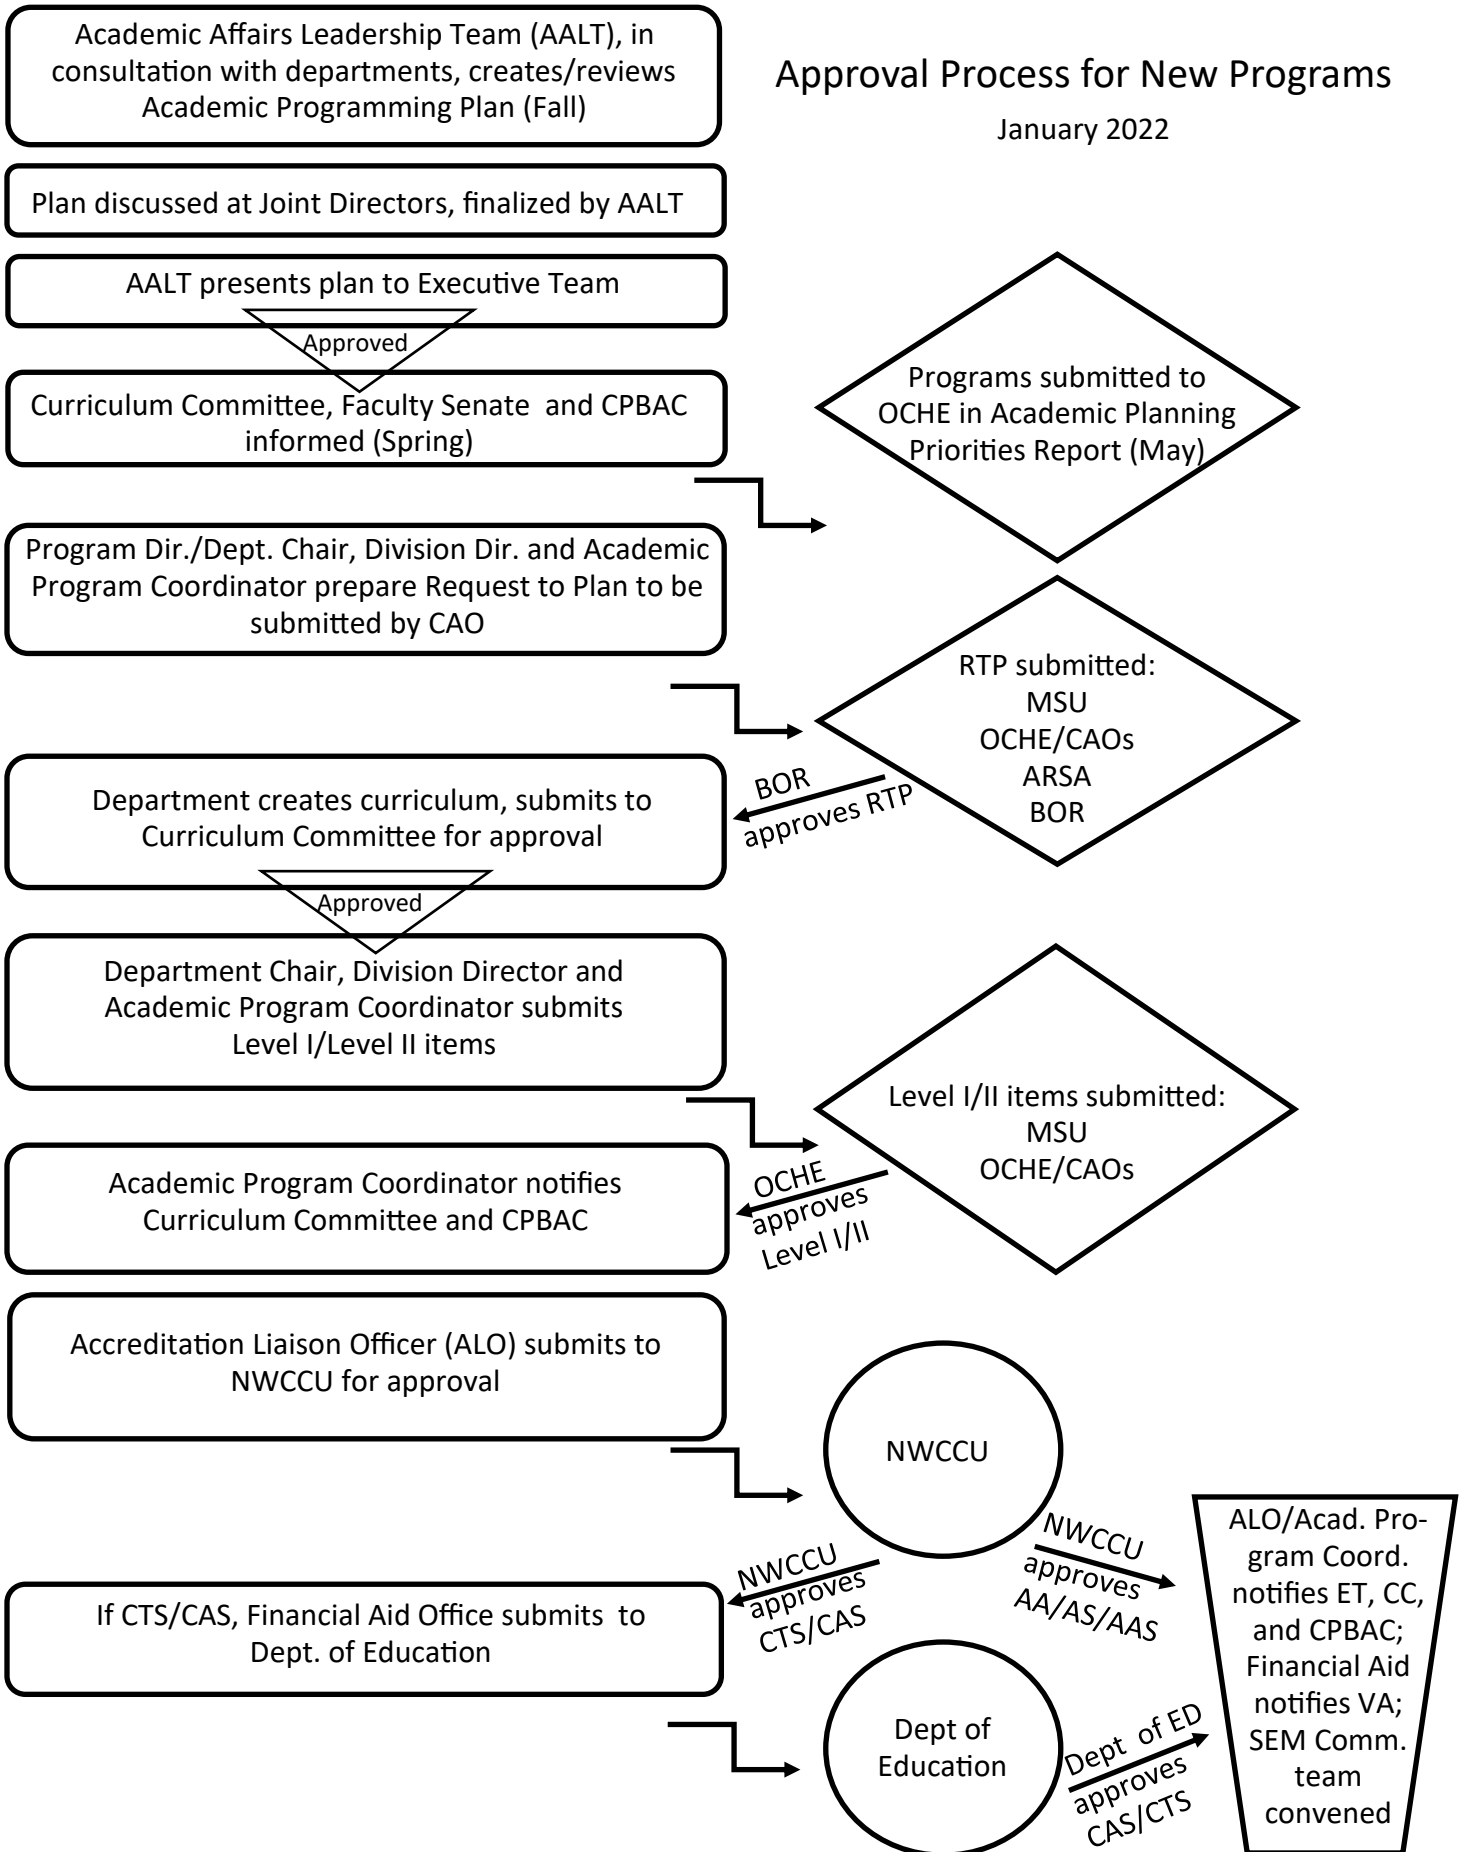 Academic Affairs Leadership Team (AALT), in
consultation with departments, creates/reviews
Academic Programming Plan (Fall)
Approval Process for New Programs
January 2022
Plan discussed at Joint Directors, finalized by AALT
AALT presents plan to Executive Team
Approved
Curriculum Committee, Faculty Senate  and CPBAC
informed (Spring)
Programs submitted to
OCHE in Academic Planning
Priorities Report (May)
Program Dir./Dept. Chair, Division Dir. and Academic
Program Coordinator prepare Request to Plan to be
submitted by CAO
RTP submitted:
MSU
OCHE/CAOs
ARSA
BOR
BOR
approves RTP
Department creates curriculum, submits to
Curriculum Committee for approval
Approved
Department Chair, Division Director and
Academic Program Coordinator submits
Level I/Level II items
Level I/II items submitted:
MSU
OCHE/CAOs
OCHE
approves
Level I/II
Academic Program Coordinator notifies
Curriculum Committee and CPBAC
Accreditation Liaison Officer (ALO) submits to
NWCCU for approval
NWCCU
NWCCU
approves
CTS/CAS
NWCCU
approves
AA/AS/AAS
If CTS/CAS, Financial Aid Office submits  to
Dept. of Education
Dept of
Education
Dept  of ED
approves
CAS/CTS
ALO/Acad. Pro-
gram Coord.
notifies ET, CC,
and CPBAC;
Financial Aid
notifies VA;
SEM Comm.
team
convened